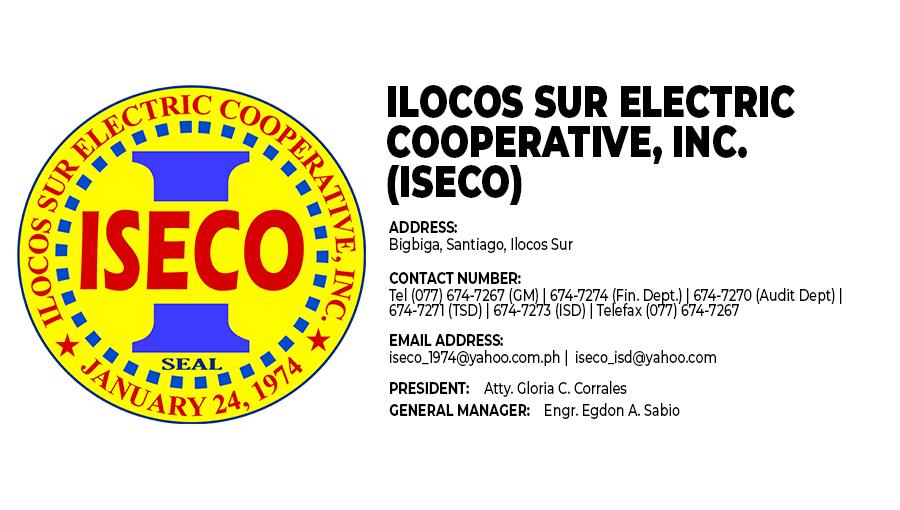 ILOCOS SUR ELECTRIC COOPERATIVE, INC.
ISECO
SEAL
★ JANUARY 24, 1974 ★
ILOCOS SUR ELECTRIC
COOPERATIVE, INC.
(ISECO)
ADDRESS:
Bigbiga, Santiago, Ilocos Sur
CONTACT NUMBER:
Tel (077) 674-7267 (GM) | 674-7274 (Fin. Dept.) | 674-7270 (Audit Dept) |
674-7271 (TSD) | 674-7273 (ISD) | Telefax (077) 674-7267
EMAIL ADDRESS:
iseco_1974@yahoo.com.ph | iseco_isd@yahoo.com
PRESIDENT: Atty. Gloria C. Corrales
GENERAL MANAGER: Engr. Egdon A. Sabio